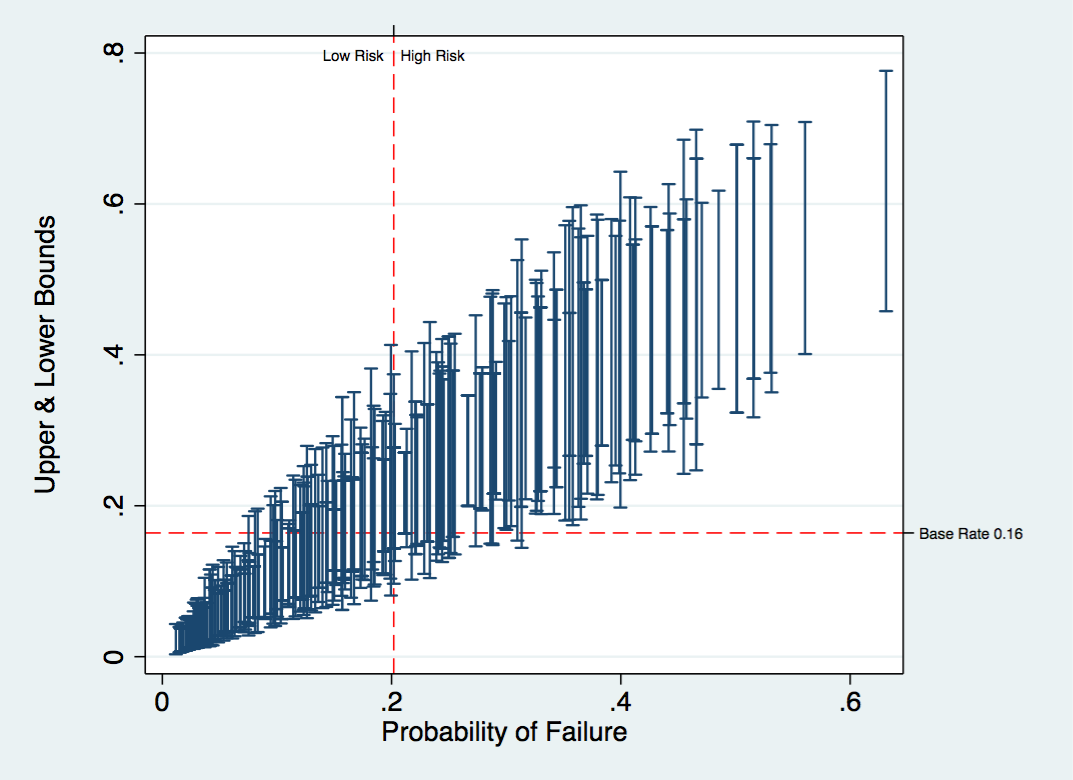 Low Risk High Risk
.8
.6
.4
.2
0
Upper & Lower Bounds
Base Rate 0.16
0 .2 .4 .6
Probability of Failure